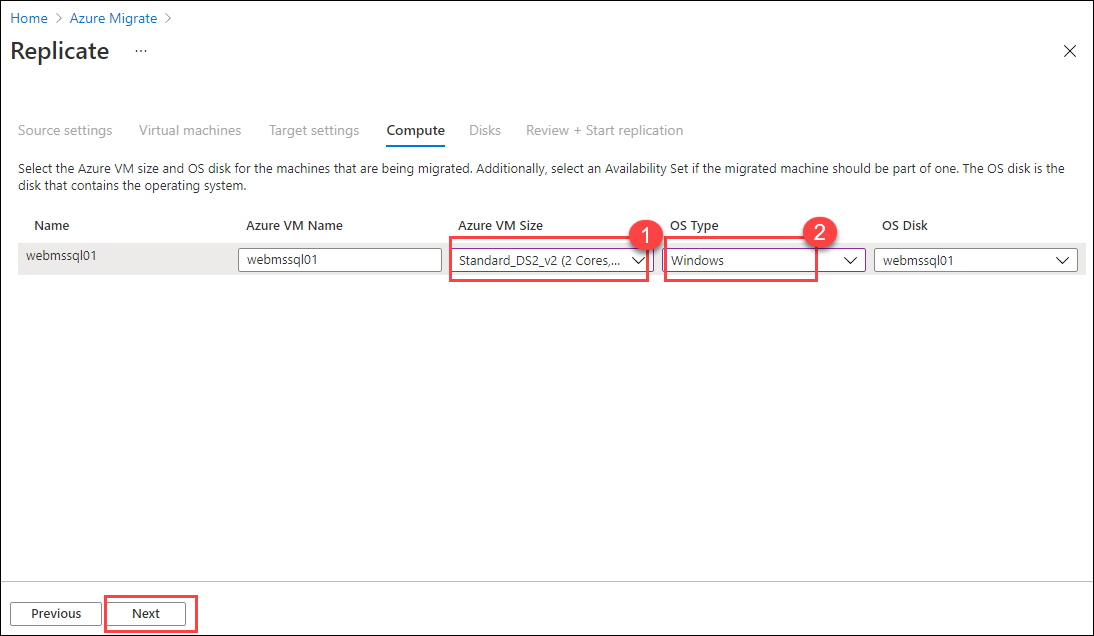 Home > Azure Migrate >
Replicate ...
Source settings Virtual machines Target settings Compute Disks Review + Start replication
Select the Azure VM size and OS disk for the machines that are being migrated. Additionally, select an Availability Set if the migrated machine should be part of one. The OS disk is the
disk that contains the operating system.
Name Azure VM Name Azure VM Size 1 OS Type 2 OS Disk
webmssql01 webmssql01 Standard_DS2_v2 (2 Cores,... Windows webmssql01
Previous Next